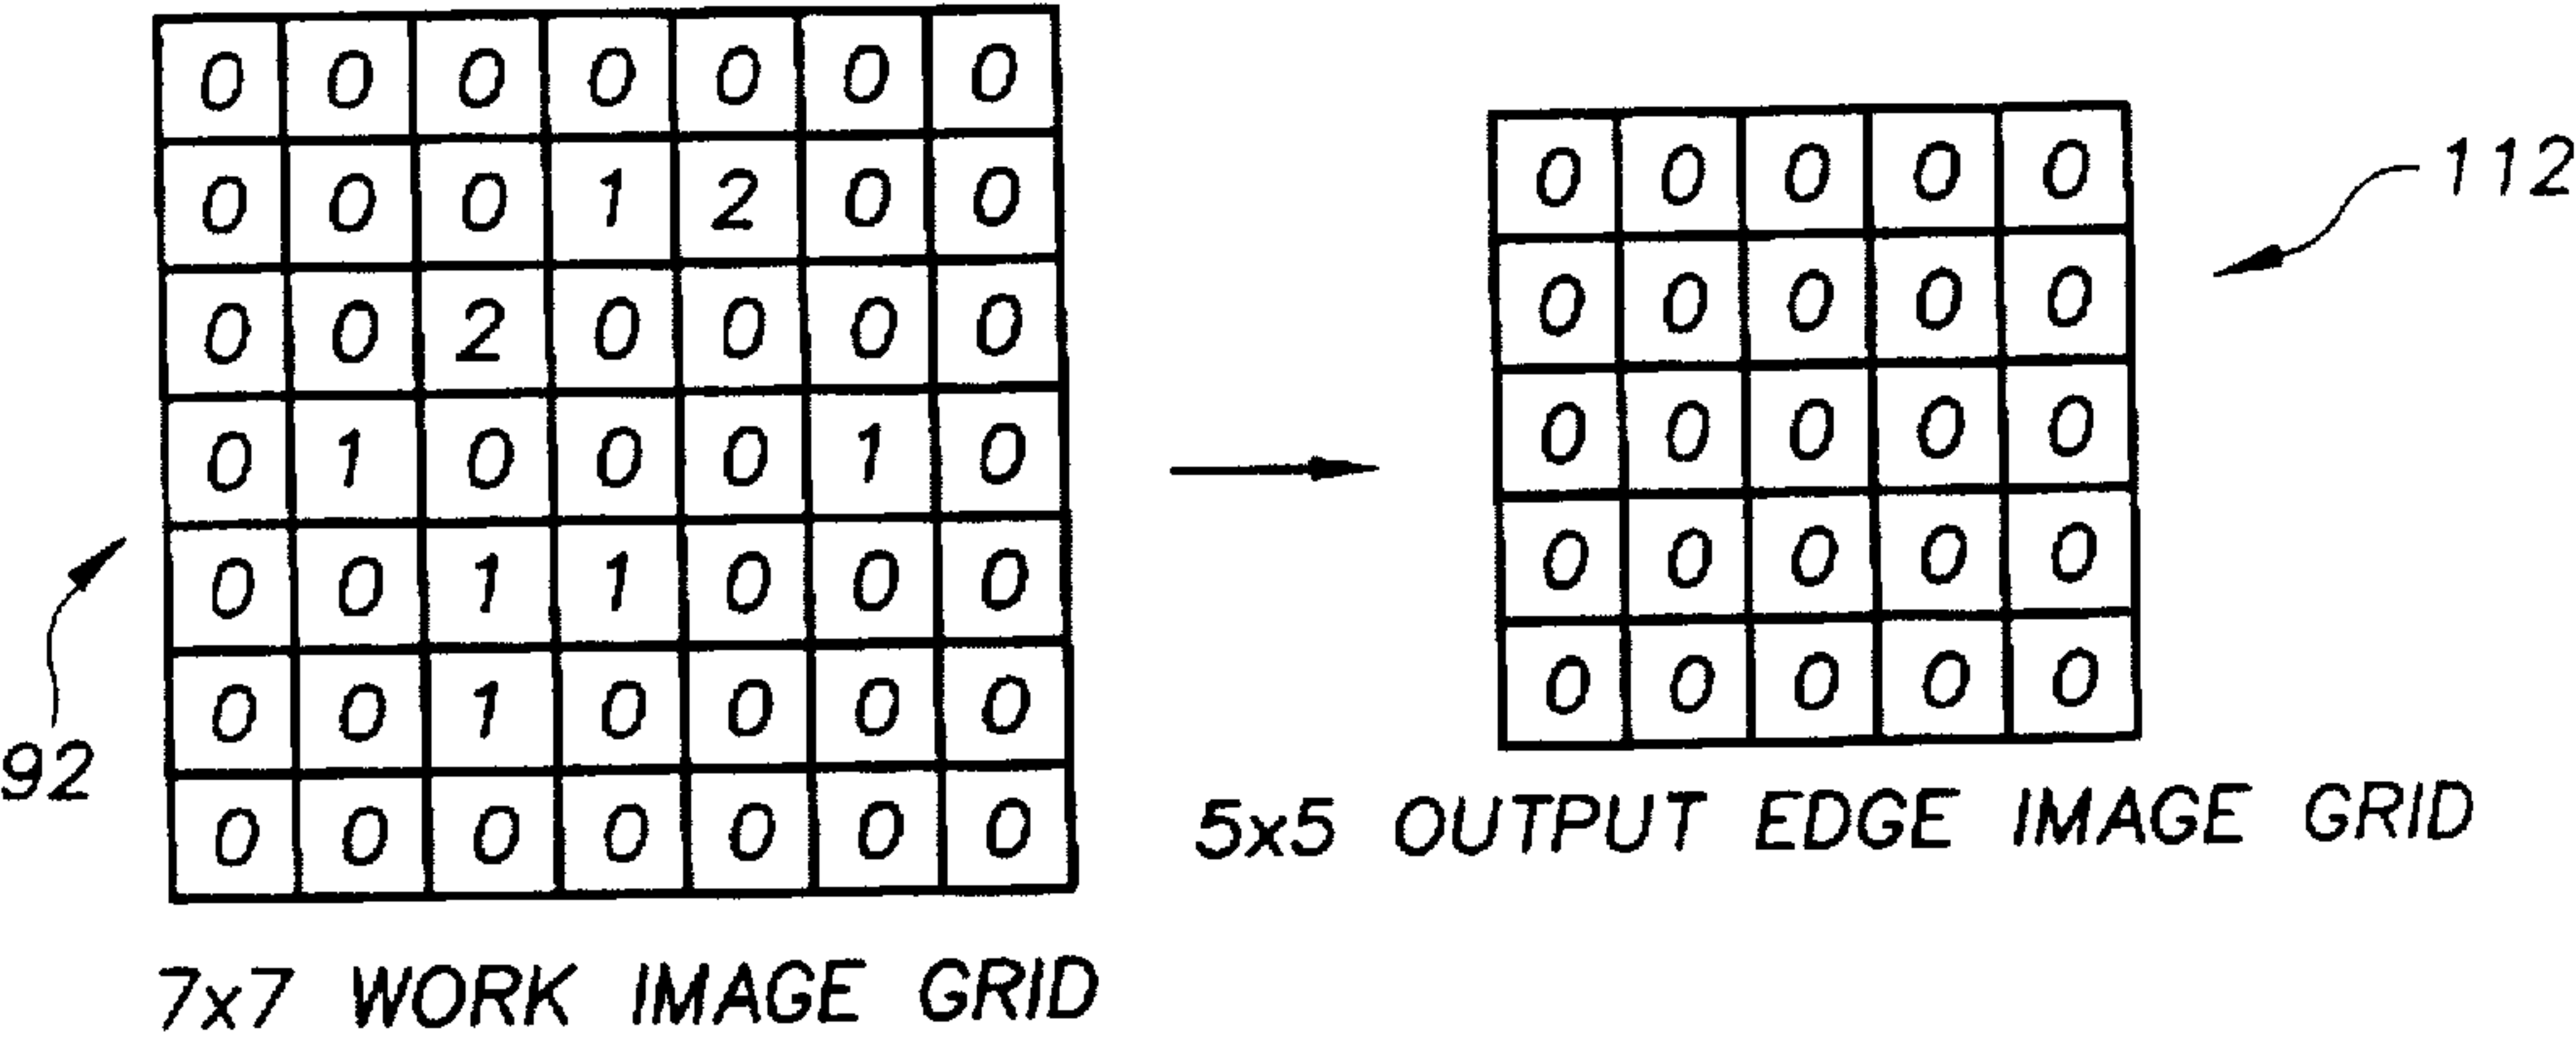 0 0 0 0 0 0 0
0 0 0 1 2 0 0
0 0 2 0 0 0 0
0 1 0 0 0 1 0
0 0 1 1 0 0 0
0 0 1 0 0 0 0
0 0 0 0 0 0 0
92
7x7 WORK IMAGE GRID
0 0 0 0 0
0 0 0 0 0
0 0 0 0 0
0 0 0 0 0
0 0 0 0 0
112
5x5 OUTPUT EDGE IMAGE GRID